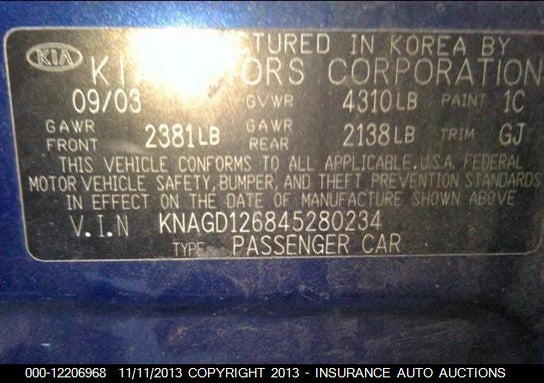 KIA TURED IN KOREA BY
KI ORS CORPORATION
09/03 GVWR 4310LB PAINT 1C
GAWR FRONT 2381LB GAWR REAR 2138LB TRIM GJ
THIS VEHICLE CONFORMS TO ALL APPLICABLE U.S.A. FEDERAL
MOTOR VEHICLE SAFETY, BUMPER, AND THEFT PREVENTION STANDARDS
IN EFFECT ON THE DATE OF MANUFACTURE SHOWN ABOVE
V.I.N KNAGD126845280234
TYPE PASSENGER CAR
000-12206968 11/11/2013 COPYRIGHT 2013 - INSURANCE AUTO AUCTIONS